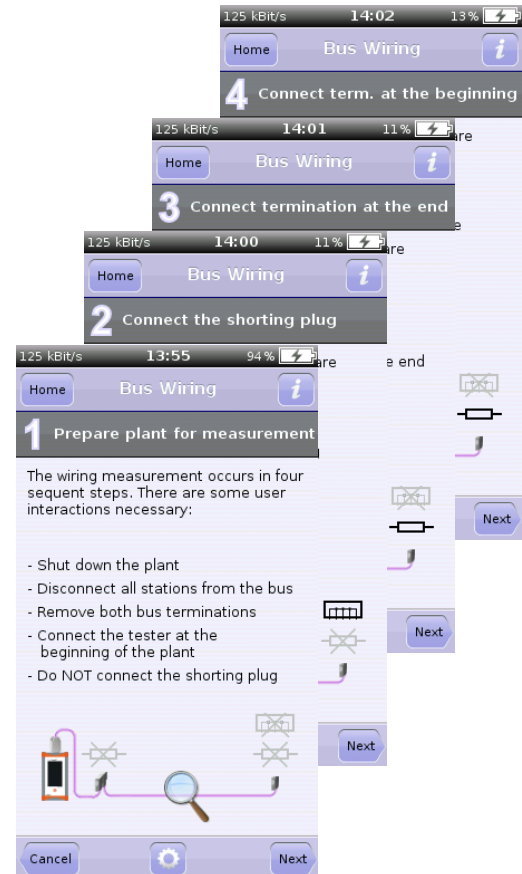 125 kBit/s 14:02 13%
Home Bus Wiring i
4 Connect term. at the beginning
are
125 kBit/s 14:01 11%
Home Bus Wiring i
3 Connect termination at the end
e
125 kBit/s 14:00 11%
are
Home Bus Wiring i
2 Connect the shorting plug
125 kBit/s 13:55 94%
are
e end
Home Bus Wiring i
1 Prepare plant for measurement
The wiring measurement occurs in four
sequent steps. There are some user
interactions necessary:
- Shut down the plant
- Disconnect all stations from the bus
- Remove both bus terminations
- Connect the tester at the
beginning of the plant
- Do NOT connect the shorting plug
Next
Next
Next
Cancel Next